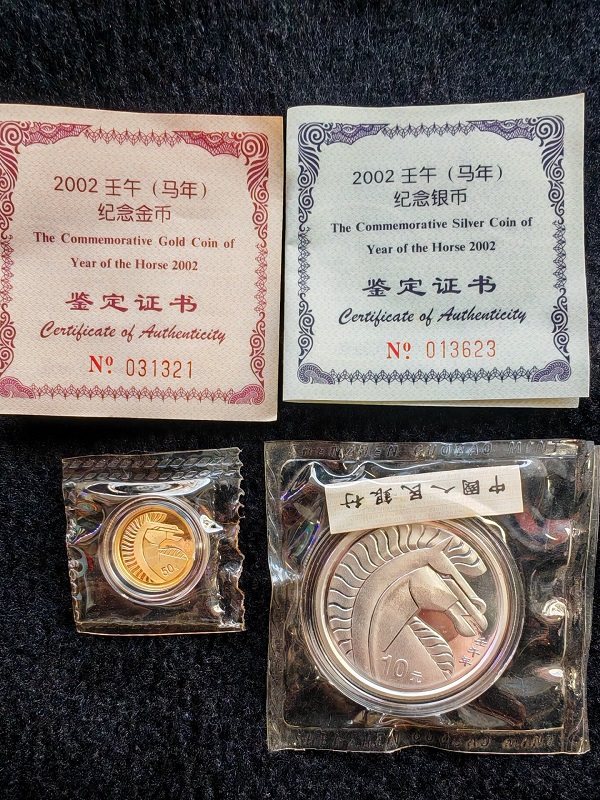 2002 壬午（马年）
纪念金币
The Commemorative Gold Coin of
Year of the Horse 2002
鉴定证书
Certificate of Authenticity
Nº 031321
2002 壬午（马年）
纪念银币
The Commemorative Silver Coin of
Year of the Horse 2002
鉴定证书
Certificate of Authenticity
Nº 013623
中國人民銀行
50
10元